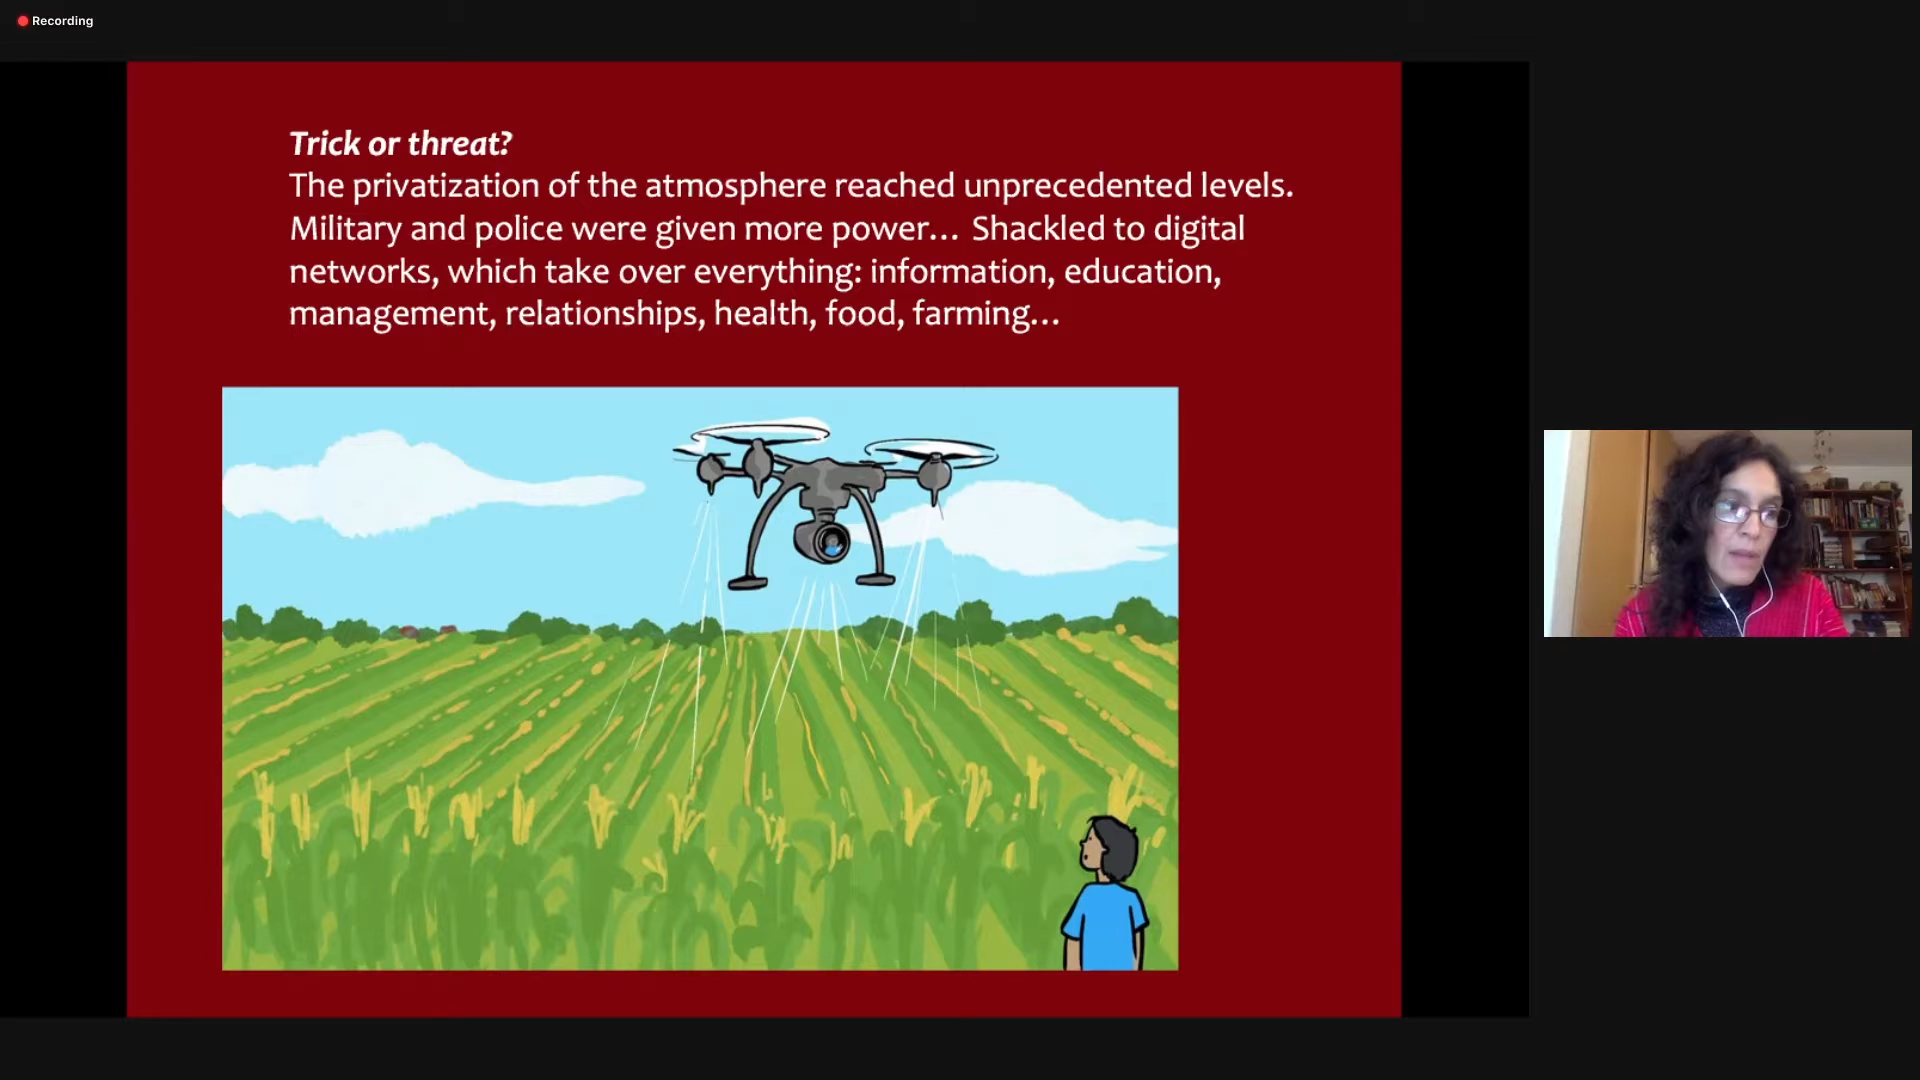 Recording
Trick or threat?
The privatization of the atmosphere reached unprecedented levels.
Military and police were given more power... Shackled to digital
networks, which take over everything: information, education,
management, relationships, health, food, farming...